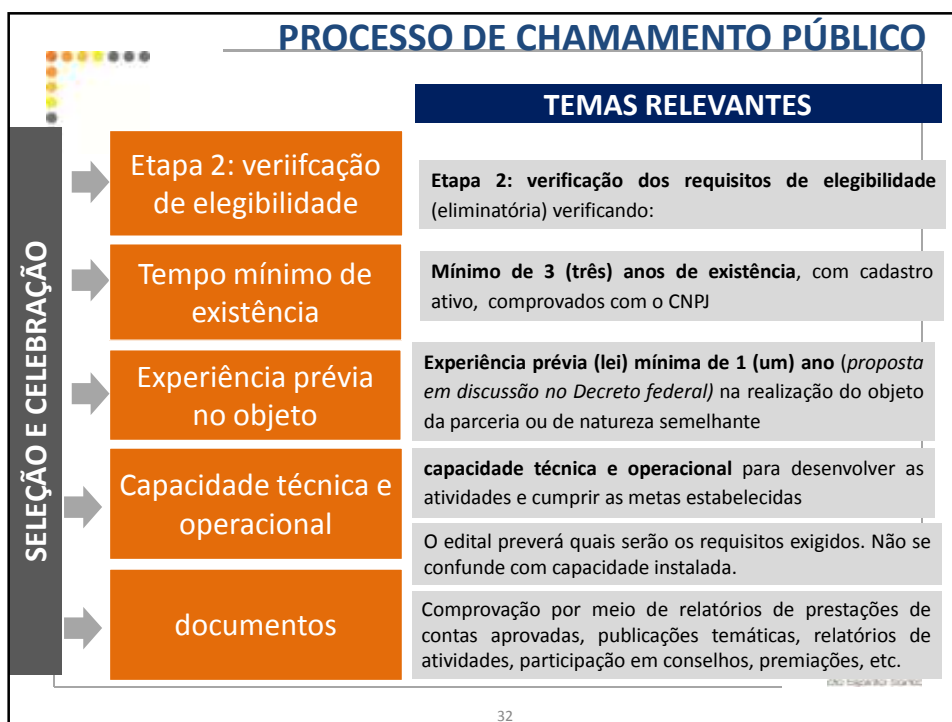 PROCESSO DE CHAMAMENTO PÚBLICO
TEMAS RELEVANTES
SELEÇÃO E CELEBRAÇÃO
Etapa 2: veriifcação
de elegibilidade
Etapa 2: verificação dos requisitos de elegibilidade
(eliminatória) verificando:
Tempo mínimo de
existência
Mínimo de 3 (três) anos de existência, com cadastro
ativo, comprovados com o CNPJ
Experiência prévia
no objeto
Experiência prévia (lei) mínima de 1 (um) ano (proposta
em discussão no Decreto federal) na realização do objeto
da parceria ou de natureza semelhante
Capacidade técnica e
operacional
capacidade técnica e operacional para desenvolver as
atividades e cumprir as metas estabelecidas
O edital preverá quais serão os requisitos exigidos. Não se
confunde com capacidade instalada.
documentos
Comprovação por meio de relatórios de prestações de
contas aprovadas, publicações temáticas, relatórios de
atividades, participação em conselhos, premiações, etc.
do Espírito Santo
32